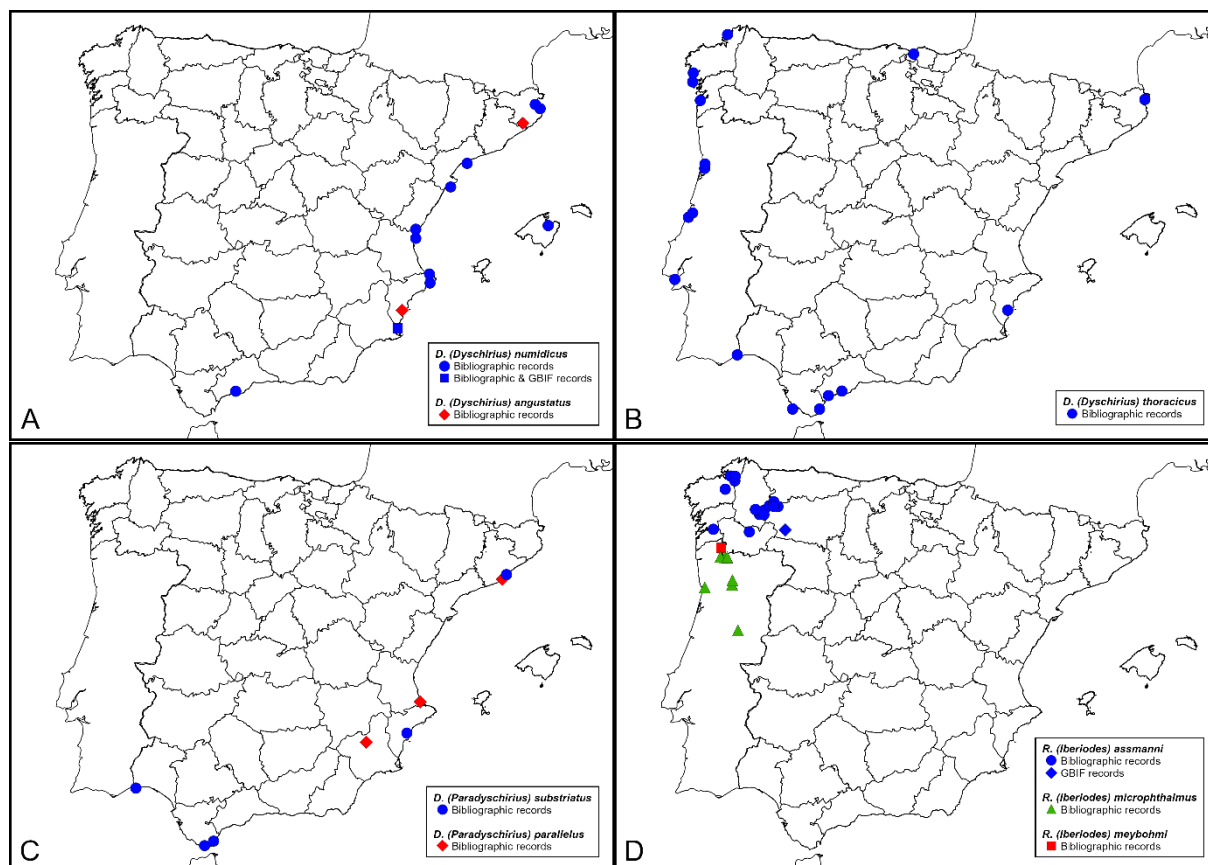 A
D. (Dyschirius) numidicus
Bibliographic records
Bibliographic & GBIF records
D. (Dyschirius) angustatus
Bibliographic records
B
D. (Dyschirius) thoracicus
Bibliographic records
C
D. (Paradyschirius) substriatus
Bibliographic records
D. (Paradyschirius) parallelus
Bibliographic records
D
R. (Iberiodes) assmanni
Bibliographic records
GBIF records
R. (Iberiodes) microphthalmus
Bibliographic records
R. (Iberiodes) meybohmi
Bibliographic records